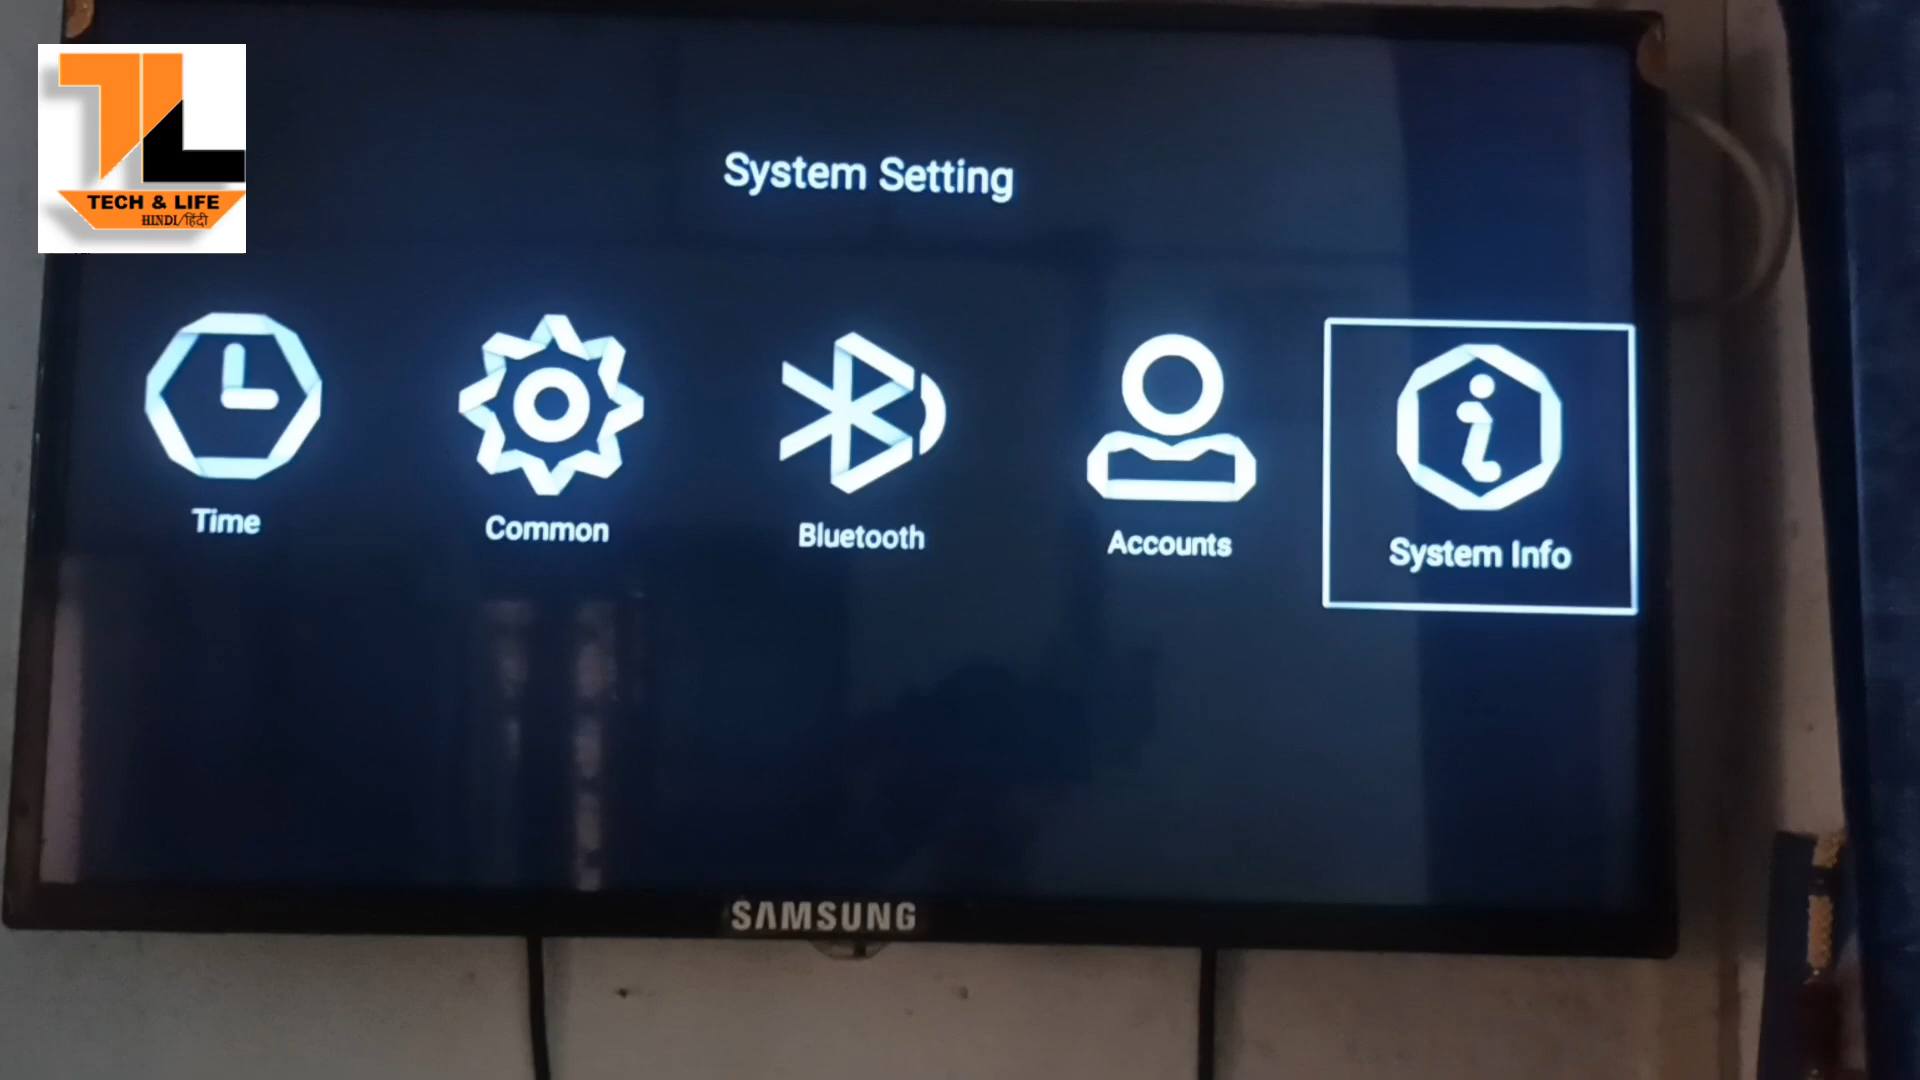 TECH & LIFE
HINDI/हिंदी
System Setting
Time
Common
Bluetooth
Accounts
System Info
SAMSUNG